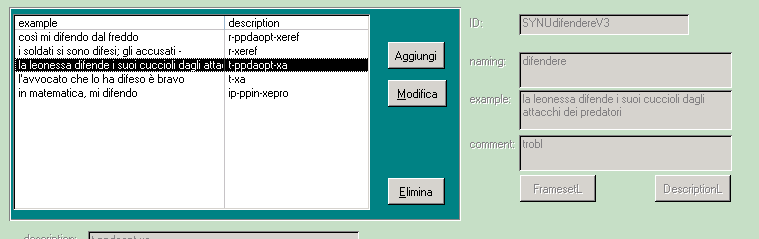 example description
così mi difendo dal freddo r-ppdaopt-xeref
i soldati si sono difesi; gli accusati - r-xeref
la leonessa difende i suoi cuccioli dagli attac t-ppdaopt-xa
l'avvocato che lo ha difeso è bravo t-xa
in matematica, mi difendo ip-ppin-xepro
Aggiungi
Modifica
Elimina
ID: SYNUdifendereV3
naming: difendere
example: la leonessa difende i suoi cuccioli dagli
attacchi dei predatori
comment: trobl
FramesetL DescriptionL
description: t-ppdaopt-xa